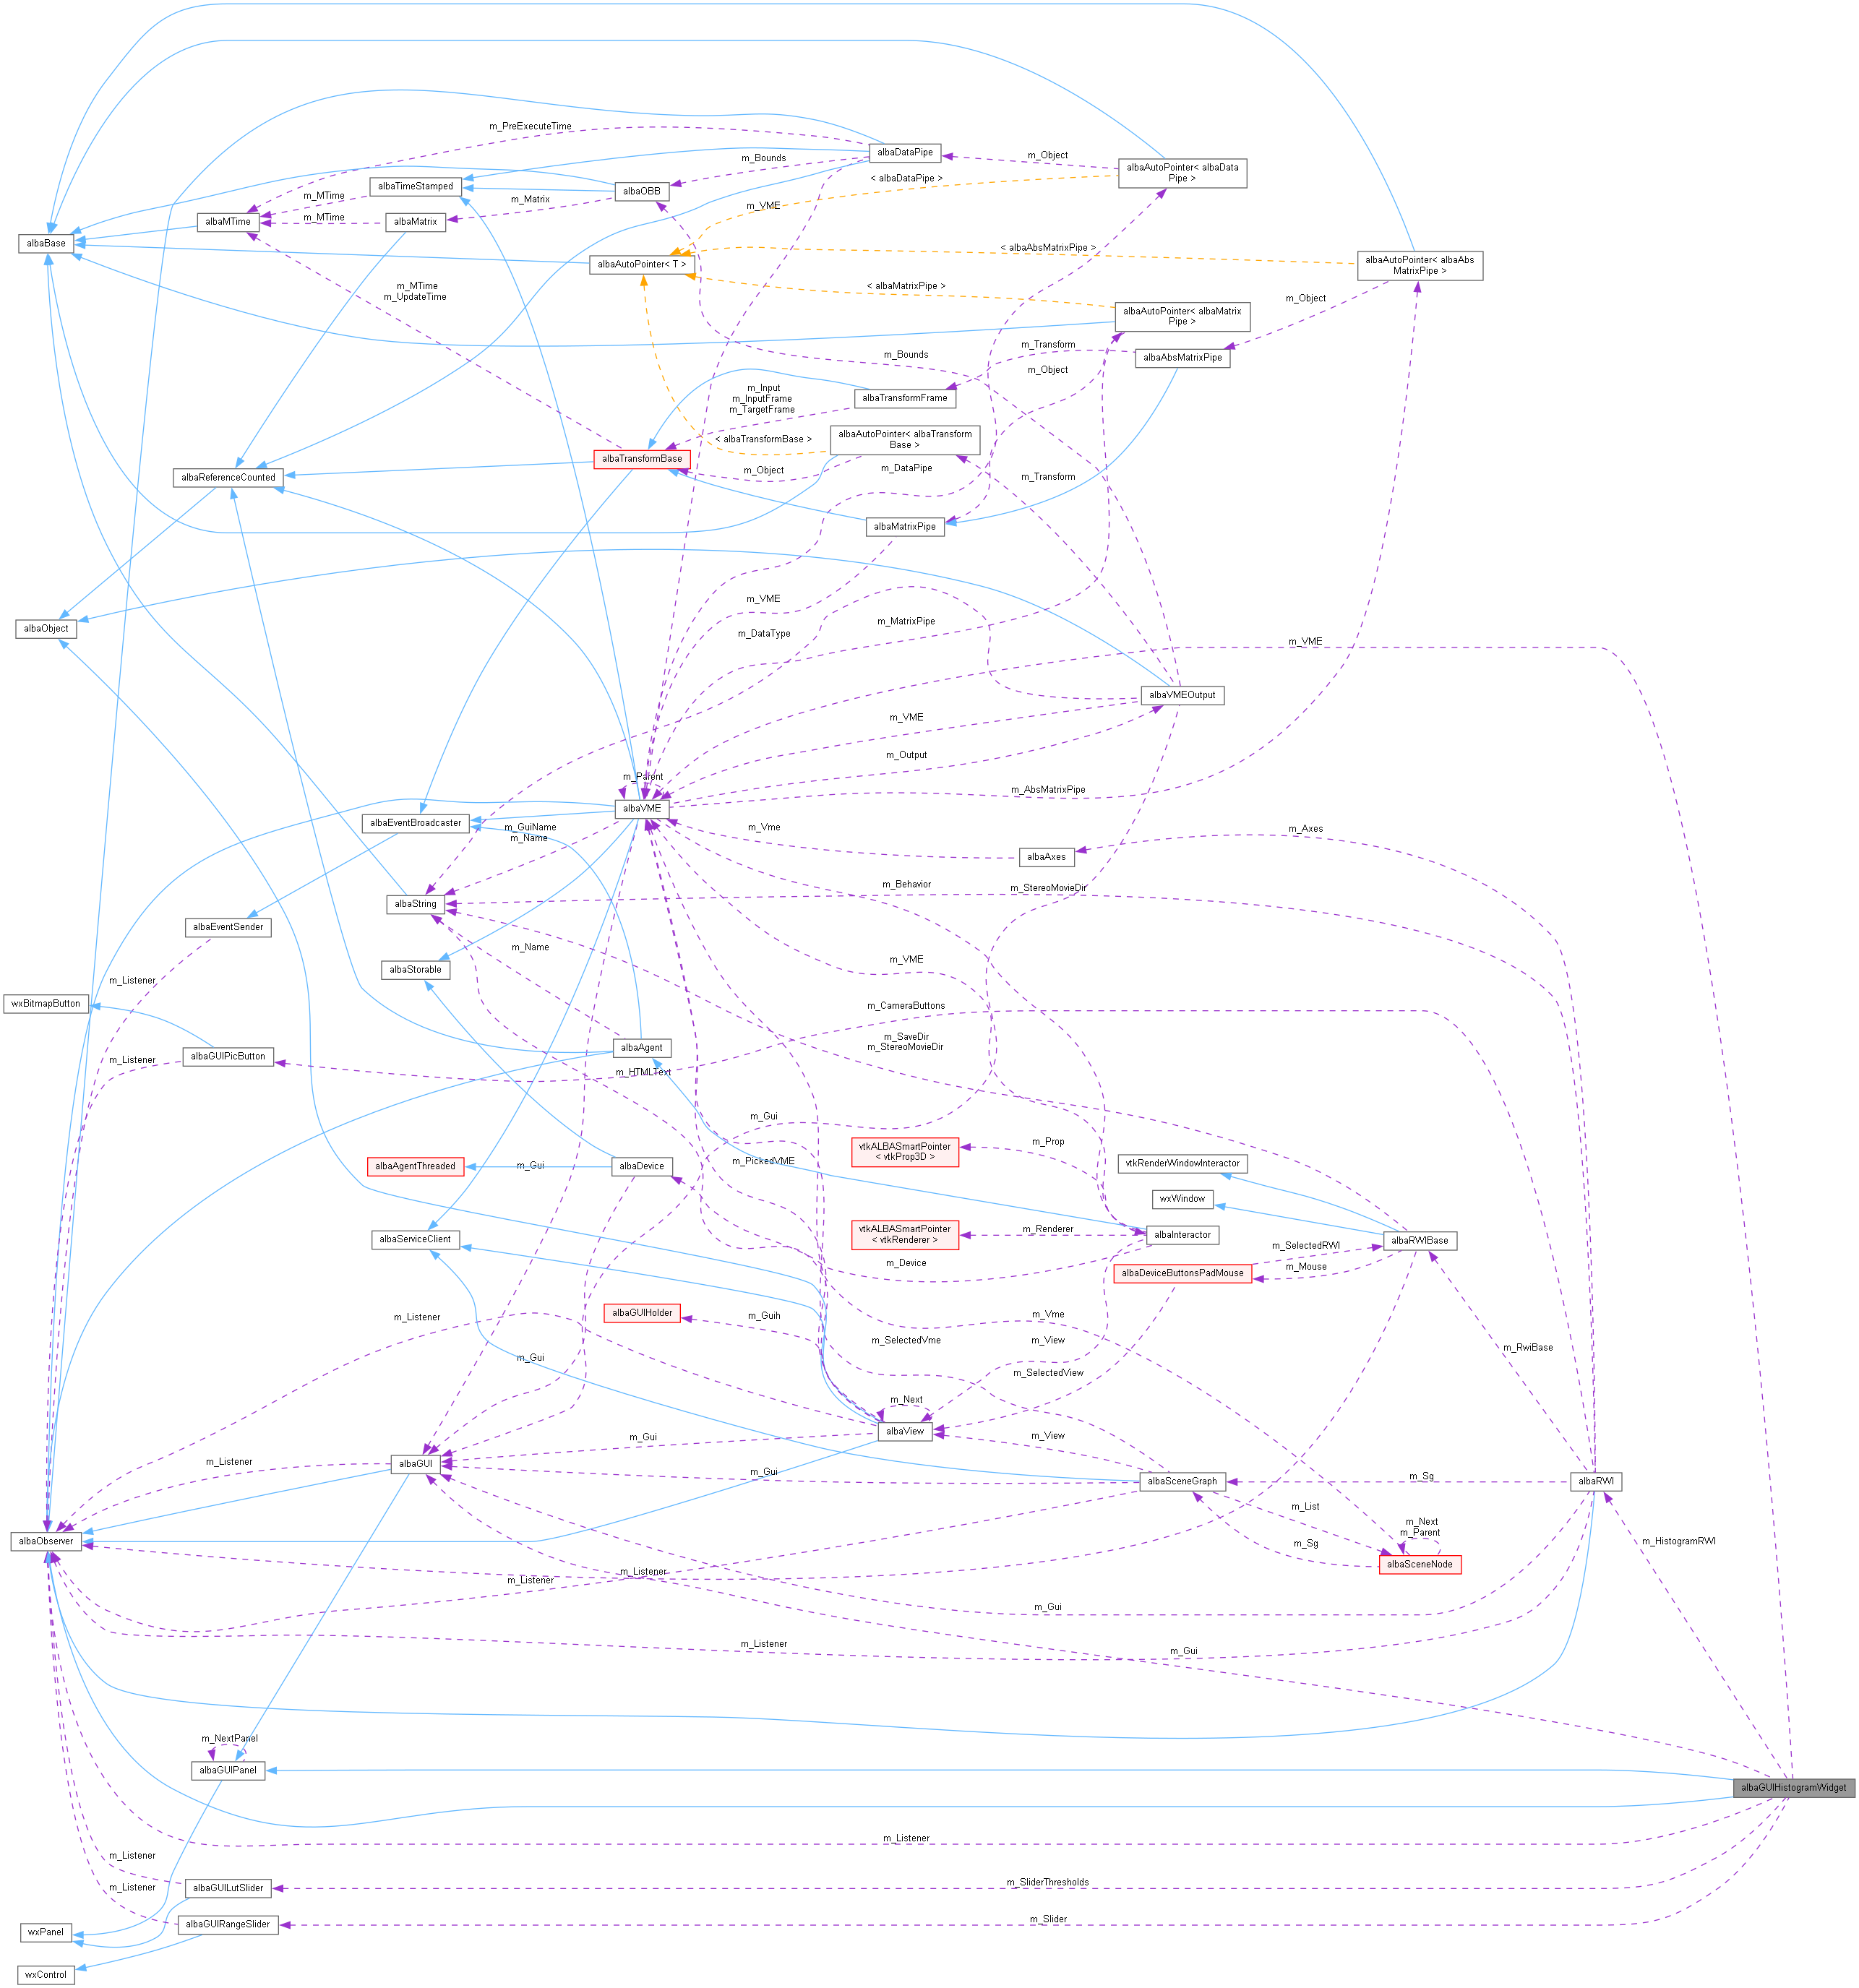 m_PreExecuteTime
albaDataPipe
m_Bounds
m_Object
albaAutoPointer< albaData
Pipe >
albaTimeStamped
albaOBB
< albaDataPipe >
m_MTime
m_Matrix
m_VME
albaMTime
m_MTime
albaMatrix
albaBase
< albaAbsMatrixPipe >
albaAutoPointer< T >
albaAutoPointer< albaAbs
MatrixPipe >
m_MTime
m_UpdateTime
< albaMatrixPipe >
m_Object
albaAutoPointer< albaMatrix
Pipe >
m_Transform
m_Bounds
albaAbsMatrixPipe
m_Object
m_Input
m_InputFrame
m_TargetFrame
albaTransformFrame
< albaTransformBase >
albaAutoPointer< albaTransform
Base >
albaTransformBase
m_Object
m_DataPipe
m_Transform
albaReferenceCounted
albaMatrixPipe
m_VME
albaObject
m_DataType
m_MatrixPipe
m_VME
albaVMEOutput
m_VME
m_Output
m_Parent
m_AbsMatrixPipe
albaVME
albaEventBroadcaster
m_GuiName
m_Name
m_Vme
m_Axes
albaAxes
m_Behavior
m_StereoMovieDir
albaString
albaEventSender
m_Name
m_VME
albaStorable
m_Listener
wxBitmapButton
m_CameraButtons
m_SaveDir
m_StereoMovieDir
albaAgent
m_Listener
albaGUIPicButton
m_HTMLText
m_Gui
vtkALBASmartPointer
< vtkProp3D >
m_Prop
vtkRenderWindowInteractor
albaAgentThreaded
m_Gui
albaDevice
m_PickedVME
wxWindow
vtkALBASmartPointer
< vtkRenderer >
m_Renderer
albaInteractor
albaServiceClient
albaRWIBase
m_Device
m_SelectedRWI
m_Mouse
albaDeviceButtonsPadMouse
albaGUIHolder
m_Listener
m_Guih
m_Vme
m_SelectedVme
m_View
m_RwiBase
m_Gui
m_SelectedView
m_Next
albaView
m_Gui
m_View
m_Listener
albaGUI
m_Gui
albaSceneGraph
m_Sg
albaRWI
m_List
m_Next
m_Parent
albaObserver
m_Sg
m_HistogramRWI
albaSceneNode
m_Listener
m_Listener
m_Gui
m_Listener
m_Gui
m_NextPanel
albaGUIPanel
albaGUIHistogramWidget
m_Listener
m_Listener
albaGUILutSlider
m_SliderThresholds
m_Listener
albaGUIRangeSlider
m_Slider
wxPanel
wxControl